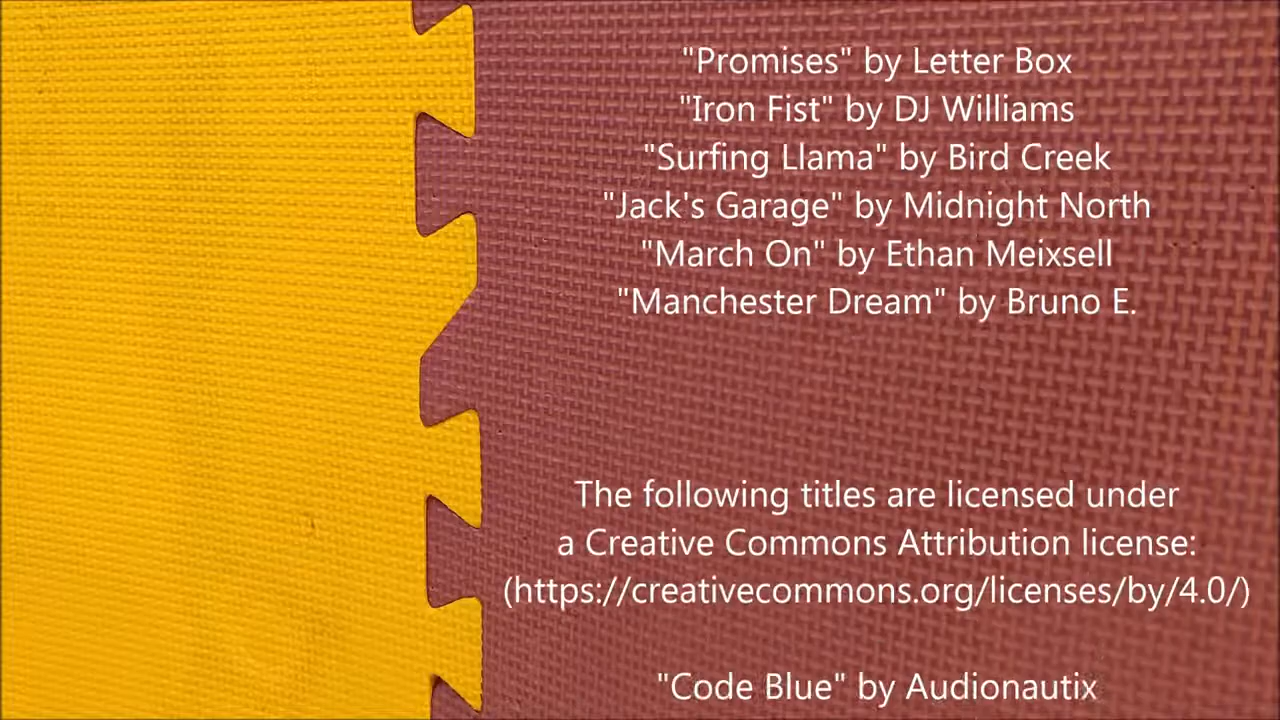 "Promises" by Letter Box
"Iron Fist" by DJ Williams
"Surfing Llama" by Bird Creek
"Jack's Garage" by Midnight North
"March On" by Ethan Meixsell
"Manchester Dream" by Bruno E.
The following titles are licensed under
a Creative Commons Attribution license:
(https://creativecommons.org/licenses/by/4.0/)
"Code Blue" by Audionautix